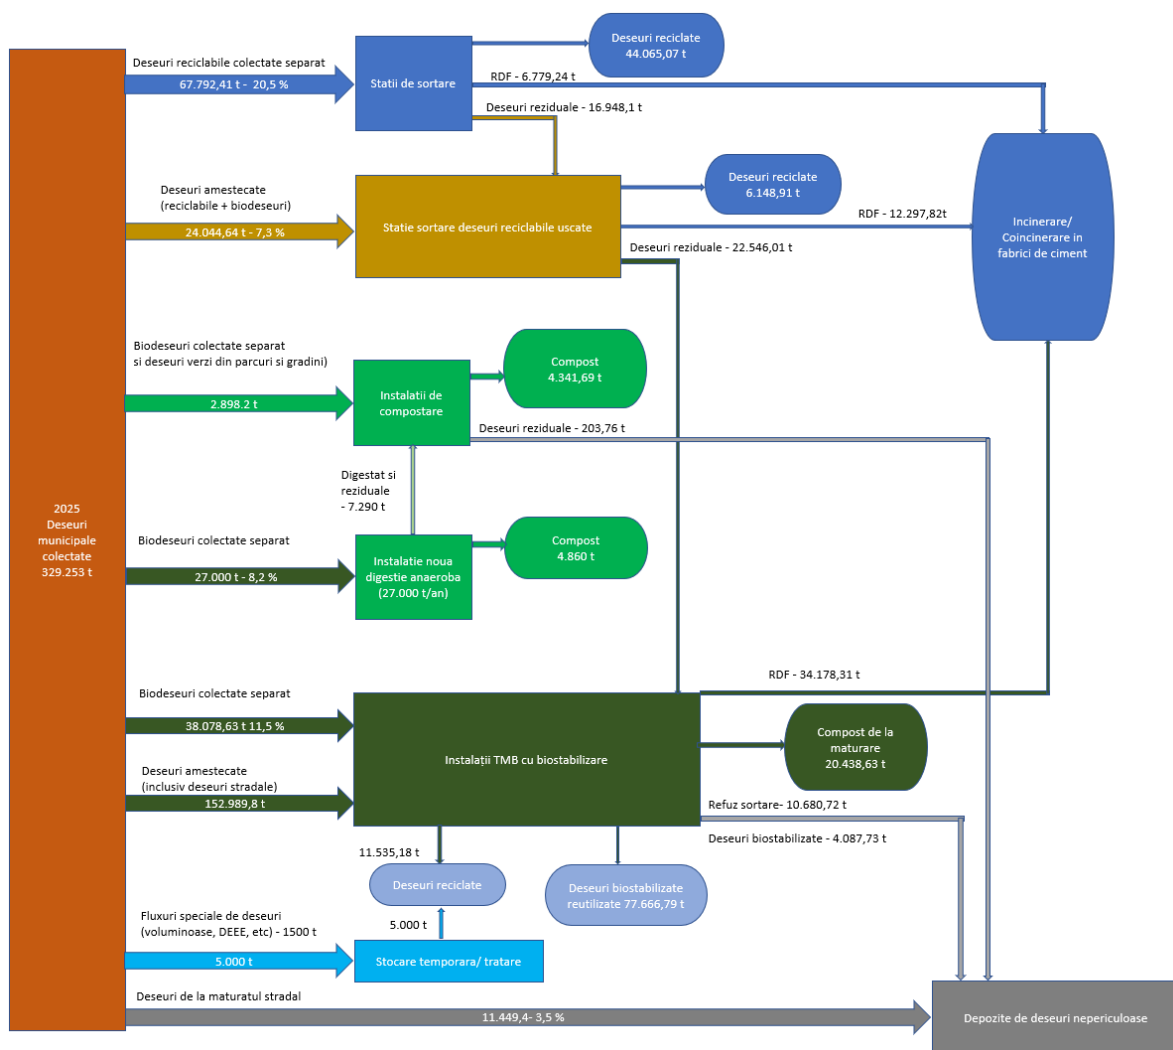 Deseuri reciclate
44.065,07 t
Deseuri reciclabile colectate separat
67.792,41 t - 20,5 %
Statii de sortare
RDF - 6.779,24 t
Deseuri reziduale - 16.948,1 t
Deseuri amestecate
(reciclabile + biodeseuri)
24.044,64 t - 7,3 %
Statie sortare deseuri reciclabile uscate
Deseuri reciclate
6.148,91 t
RDF - 12.297,82t
Deseuri reziduale - 22.546,01 t
Incinerare/
Coincinerare in
fabrici de ciment
Biodeseuri colectate separat
si deseuri verzi din parcuri si gradini)
2.898.2 t
Instalatii de
compostare
Compost
4.341,69 t
Deseuri reziduale - 203,76 t
Digestat si
reziduale
- 7.290 t
2025
Deseuri
municipale
colectate
329.253 t
Biodeseuri colectate separat
27.000 t - 8,2 %
Instalatie noua
digestie anaeroba
(27.000 t/an)
Compost
4.860 t
Biodeseuri colectate separat
38.078,63 t 11,5 %
Deseuri amestecate
(inclusiv deseuri stradale)
152.989,8 t
Instalații TMB cu biostabilizare
RDF - 34.178,31 t
Compost de la
maturare
20.438,63 t
Refuz sortare- 10.680,72 t
Deseuri biostabilizate - 4.087,73 t
11.535,18 t
Deseuri reciclate
Deseuri biostabilizate
reutilizate 77.666,79 t
5.000 t
Fluxuri speciale de deseuri
(voluminoase, DEEE, etc) - 1500 t
5.000 t
Stocare temporara/ tratare
Deseuri de la maturatul stradal
11.449,4- 3,5 %
Depozite de deseuri nepericuloase